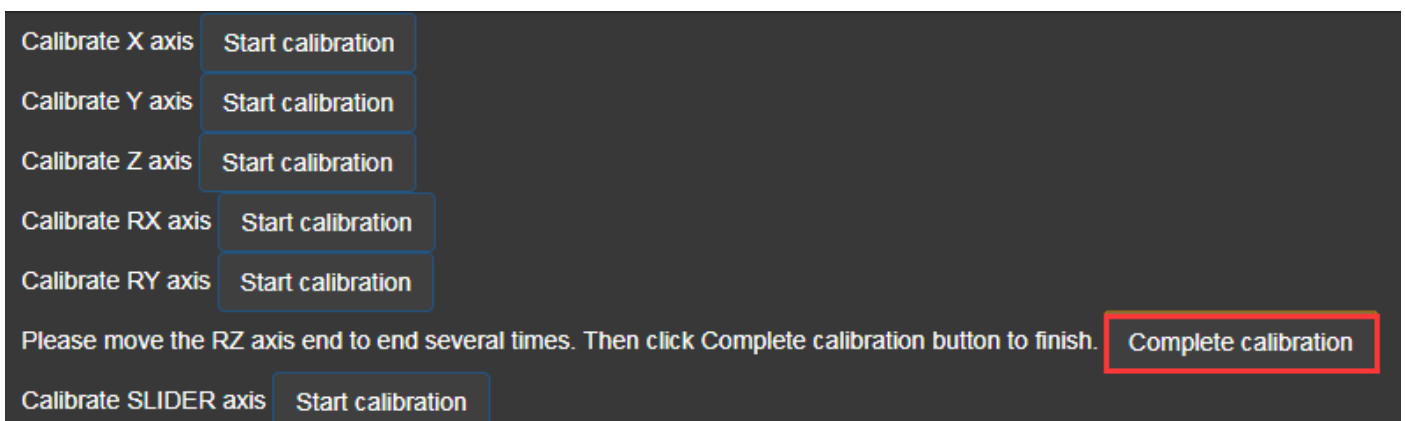 Calibrate X axis Start calibration
Calibrate Y axis Start calibration
Calibrate Z axis Start calibration
Calibrate RX axis Start calibration
Calibrate RY axis Start calibration
Please move the RZ axis end to end several times. Then click Complete calibration button to finish. Complete calibration
Calibrate SLIDER axis Start calibration